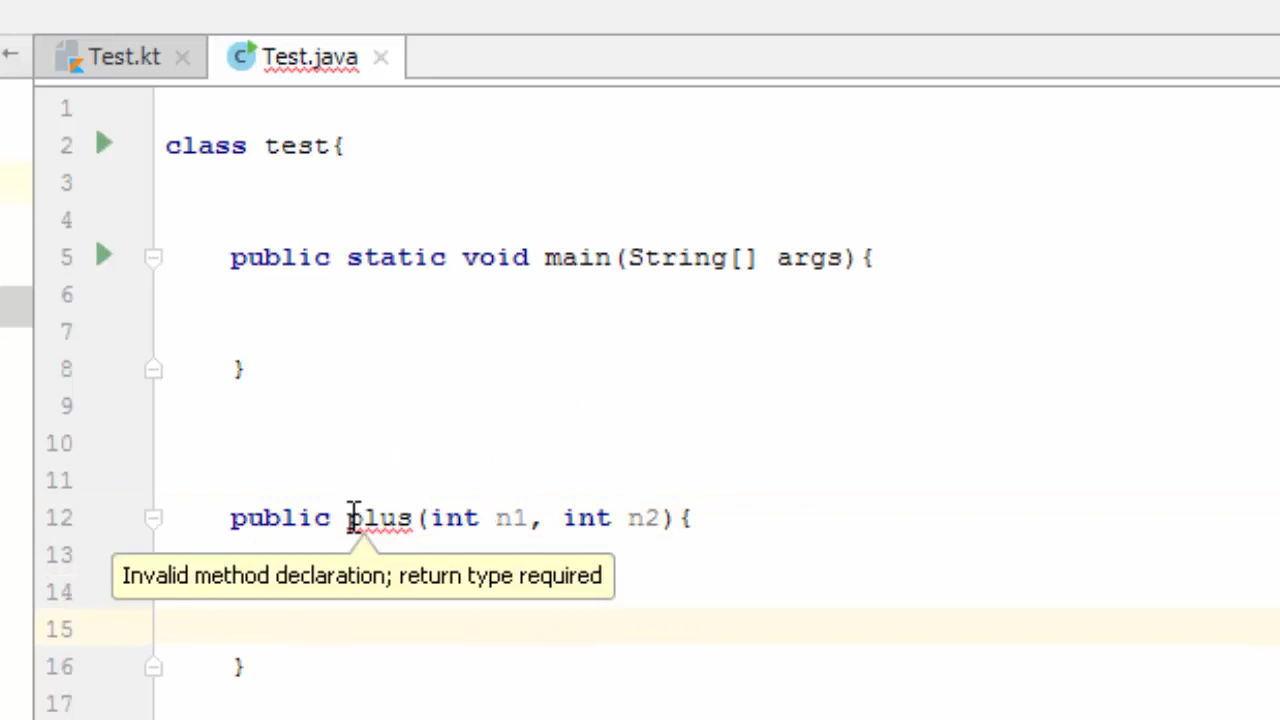 Test.kt Test.java
1
2 class test{
3
4
5 public static void main(String[] args){
6
7
8 }
9
10
11
12 public plus(int n1, int n2){
13
Invalid method declaration; return type required
14
15
16 }
17